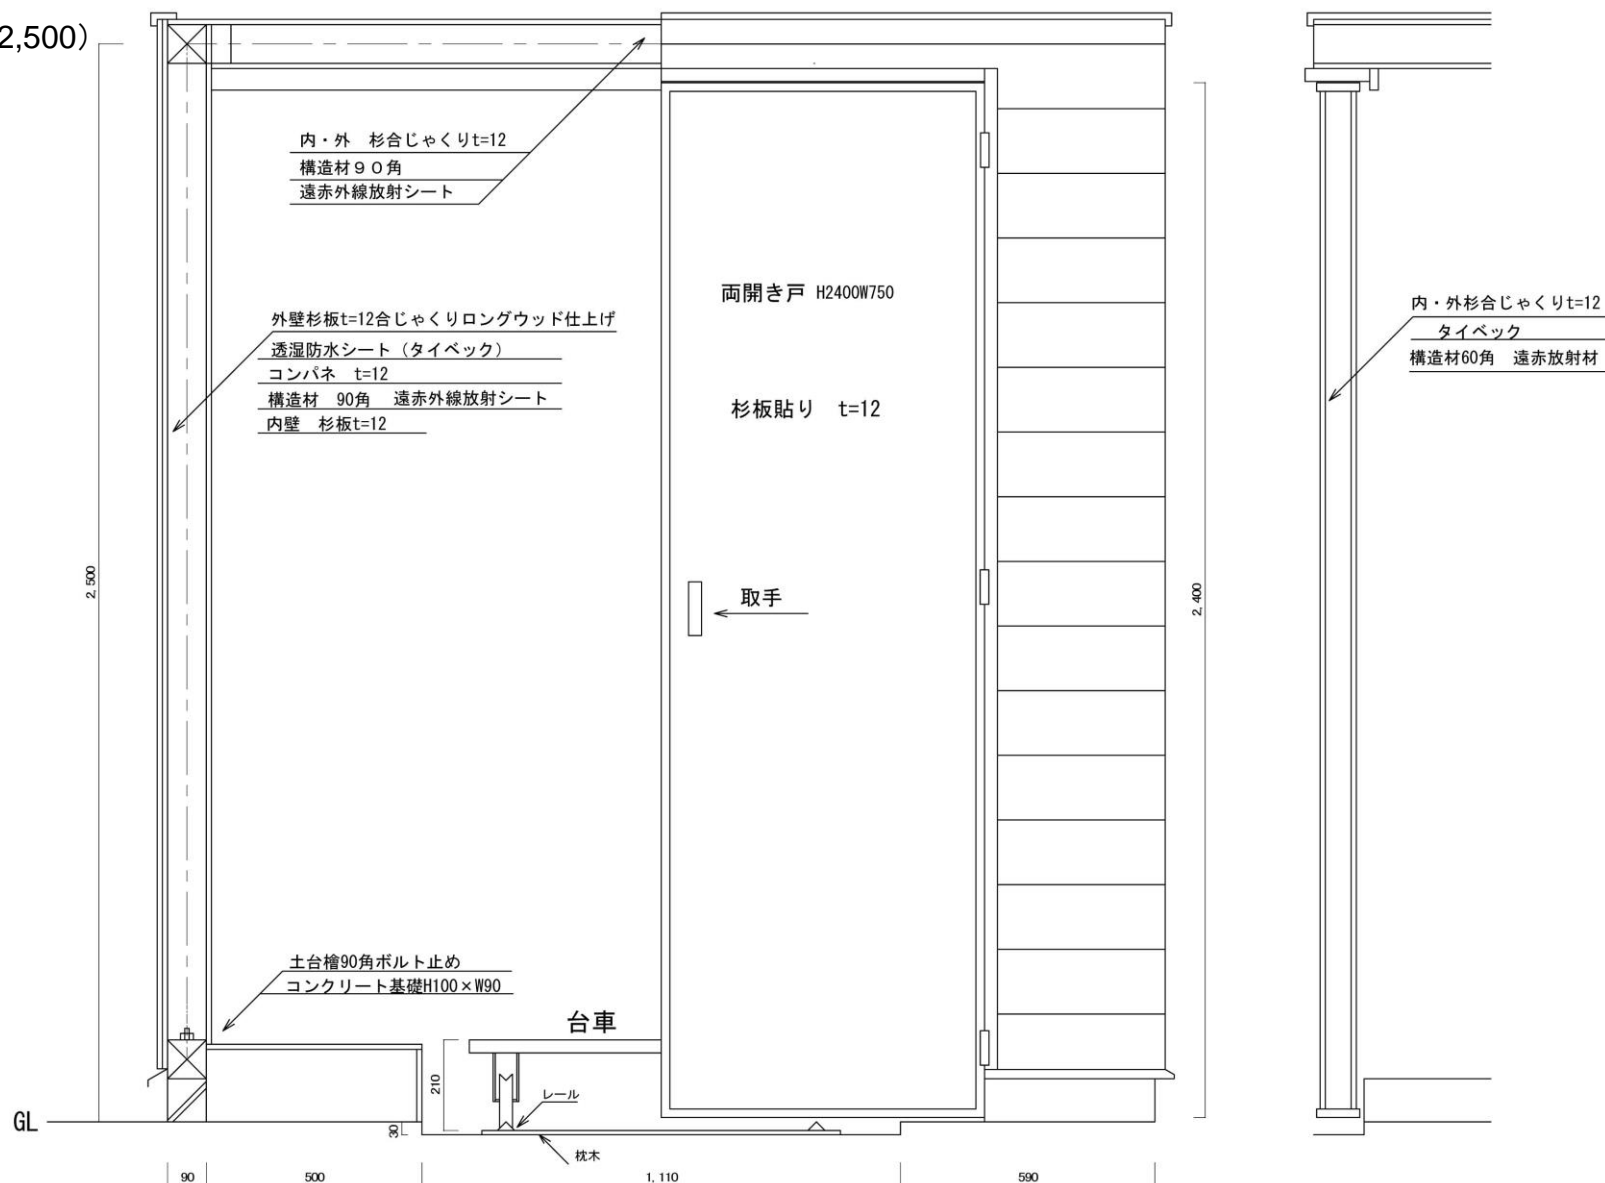 2,500)
内・外 杉合じゃくりt=12
構造材９０角
遠赤外線放射シート
両開き戸 H2400W750
杉板貼り t=12
内・外杉合じゃくりt=12
タイベック
構造材60角 遠赤放射材
外壁杉板t=12合じゃくりロングウッド仕上げ
透湿防水シート（タイベック）
コンパネ t=12
構造材 90角 遠赤外線放射シート
内壁 杉板t=12
2,500
取手
2,400
土台檜90角ボルト止め
コンクリート基礎H100×W90
台車
210
レール
GL
30
枕木
90
500
1,110
590